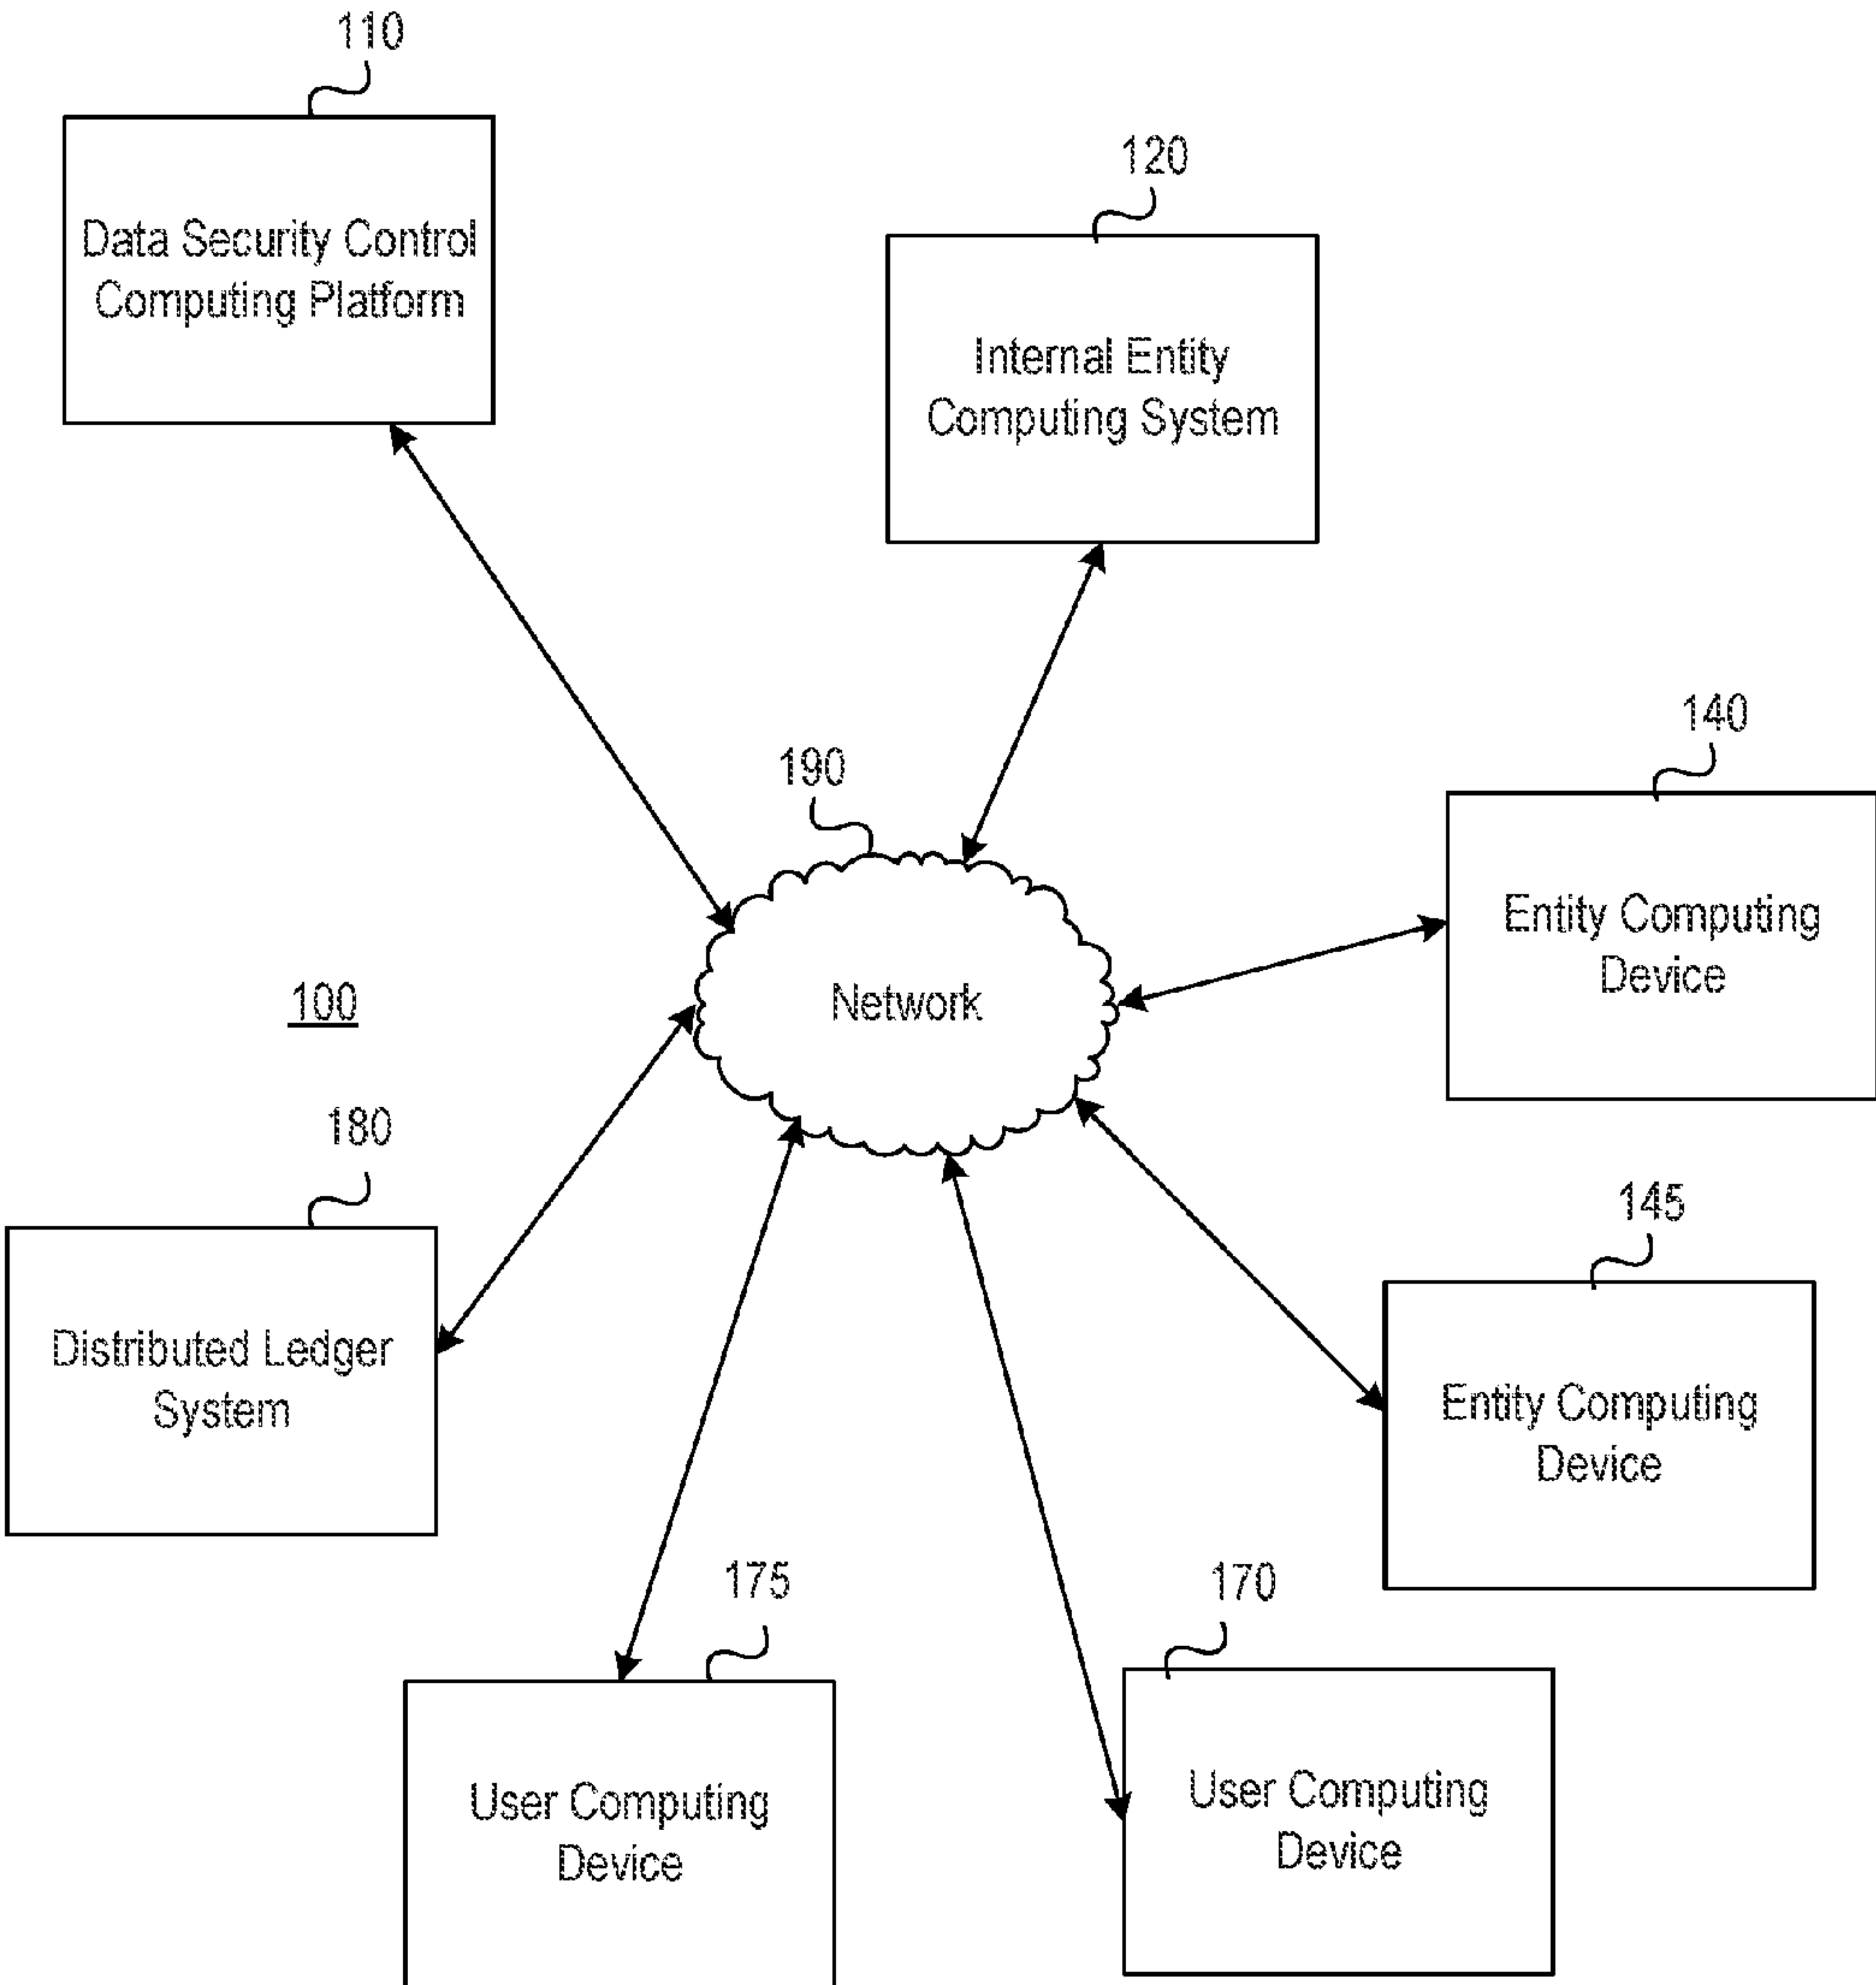 110
Data Security Control
Computing Platform
120
Internal Entity
Computing System
140
Entity Computing
Device
190
Network
100
180
Distributed Ledger
System
145
Entity Computing
Device
175
User Computing
Device
170
User Computing
Device